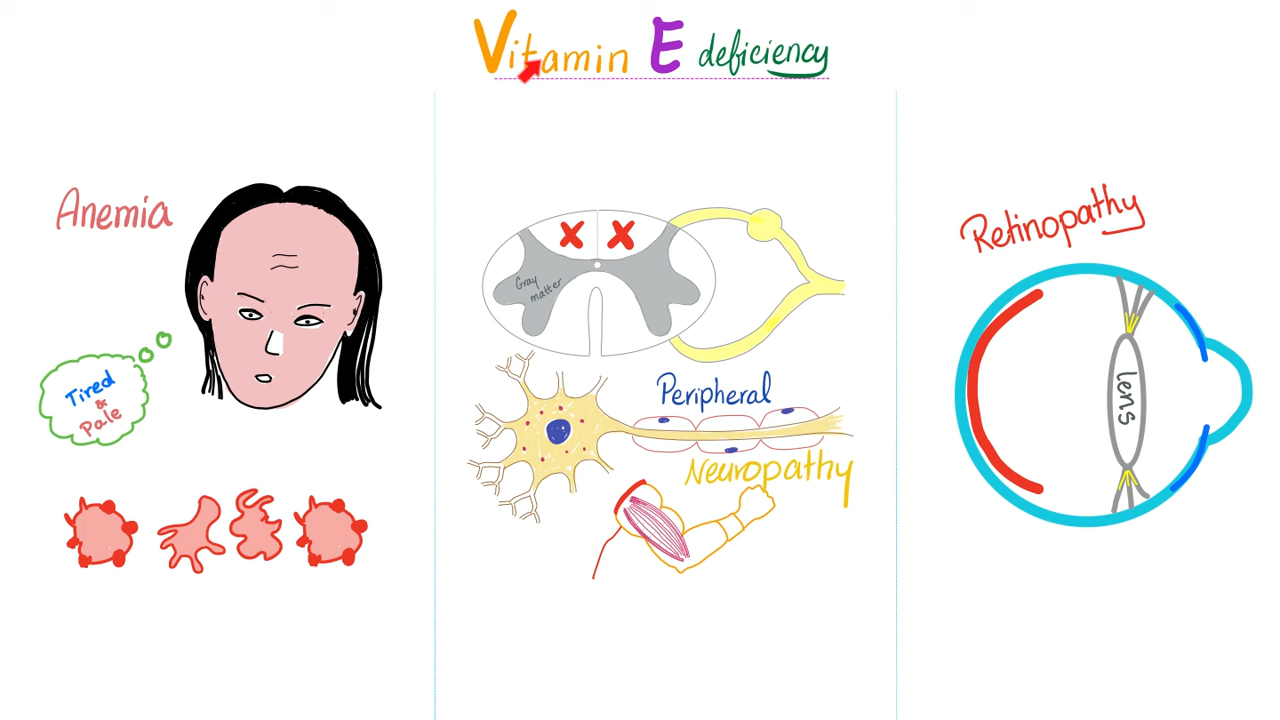 Vitamin E deficiency
Anemia
Tired
&
Pale
Gray
matter
Peripheral
Neuropathy
Retinopathy
lens